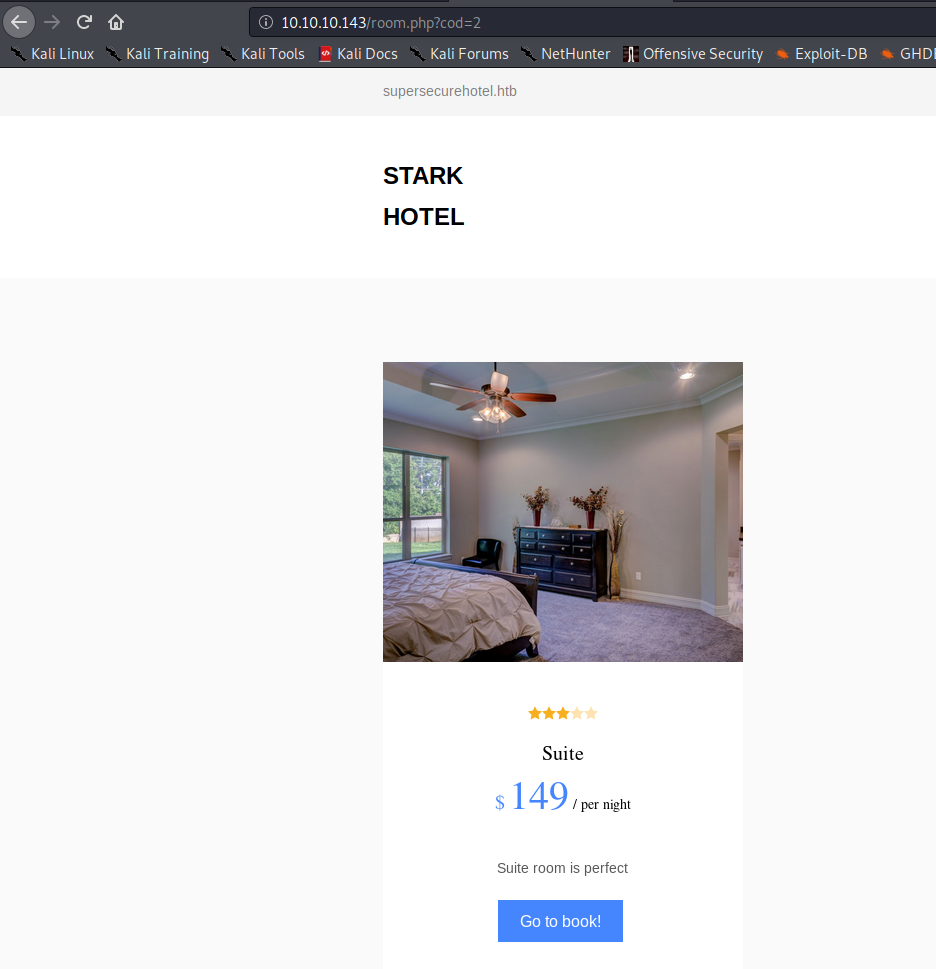 10.10.10.143/room.php?cod=2
Kali Linux Kali Training Kali Tools Kali Docs Kali Forums NetHunter Offensive Security Exploit-DB GHD
supersecurehotel.htb
STARK
HOTEL
Suite
$ 149 / per night
Suite room is perfect
Go to book!